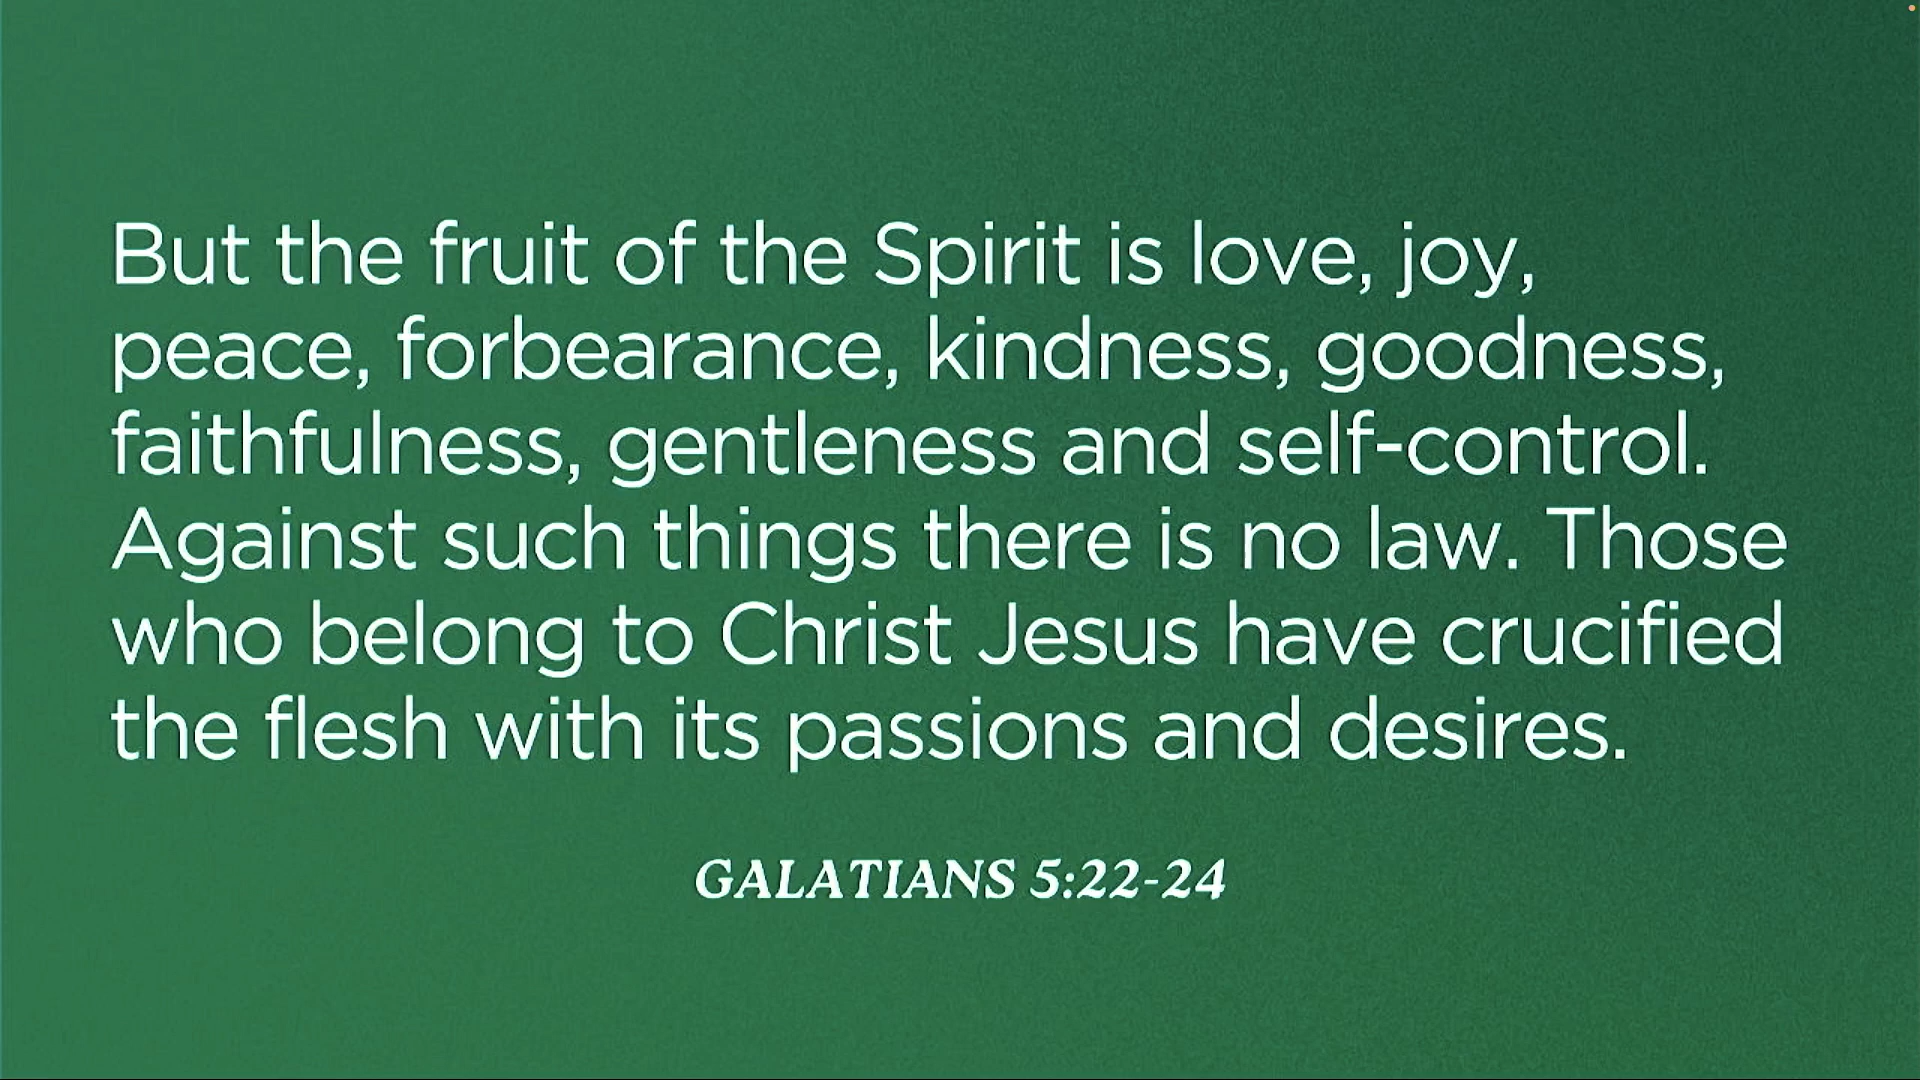 But the fruit of the Spirit is love, joy,
peace, forbearance, kindness, goodness,
faithfulness, gentleness and self-control.
Against such things there is no law. Those
who belong to Christ Jesus have crucified
the flesh with its passions and desires.
GALATIANS 5:22-24